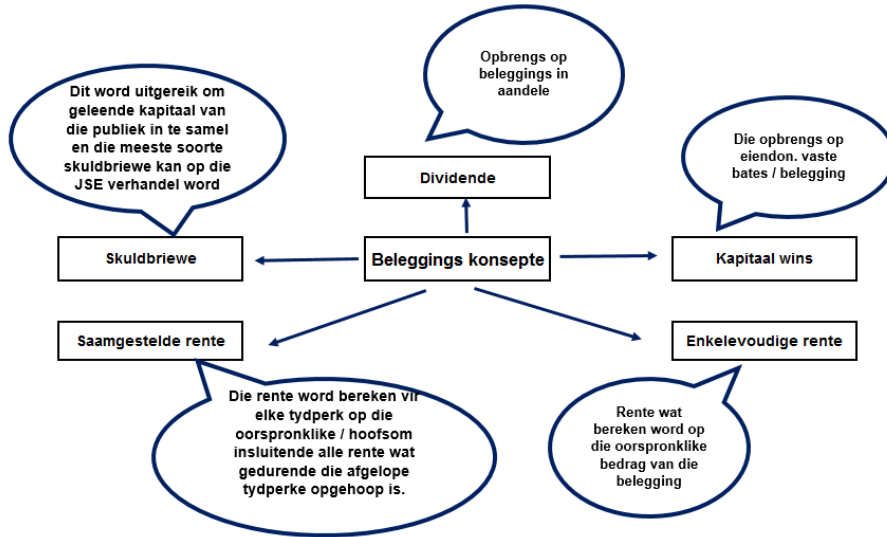 Opbrengs op
beleggings in
aandele
Dit word uitgereik om
geleende kapitaal van
die publiek in te samel
en die meeste soorte
skuldbriewe kan op die
JSE verhandel word
Die opbrengs op
eiendon. vaste
bates / belegging
Dividende
Skuldbriewe
Beleggings konsepte
Kapitaal wins
Saamgestelde rente
Enkelevoudige rente
Die rente word bereken vir
elke tydperk op die
oorspronklike / hoofsom
insluitende alle rente wat
gedurende die afgelope
tydperke opgehoop is.
Rente wat
bereken word op
die oorspronklike
bedrag van die
belegging